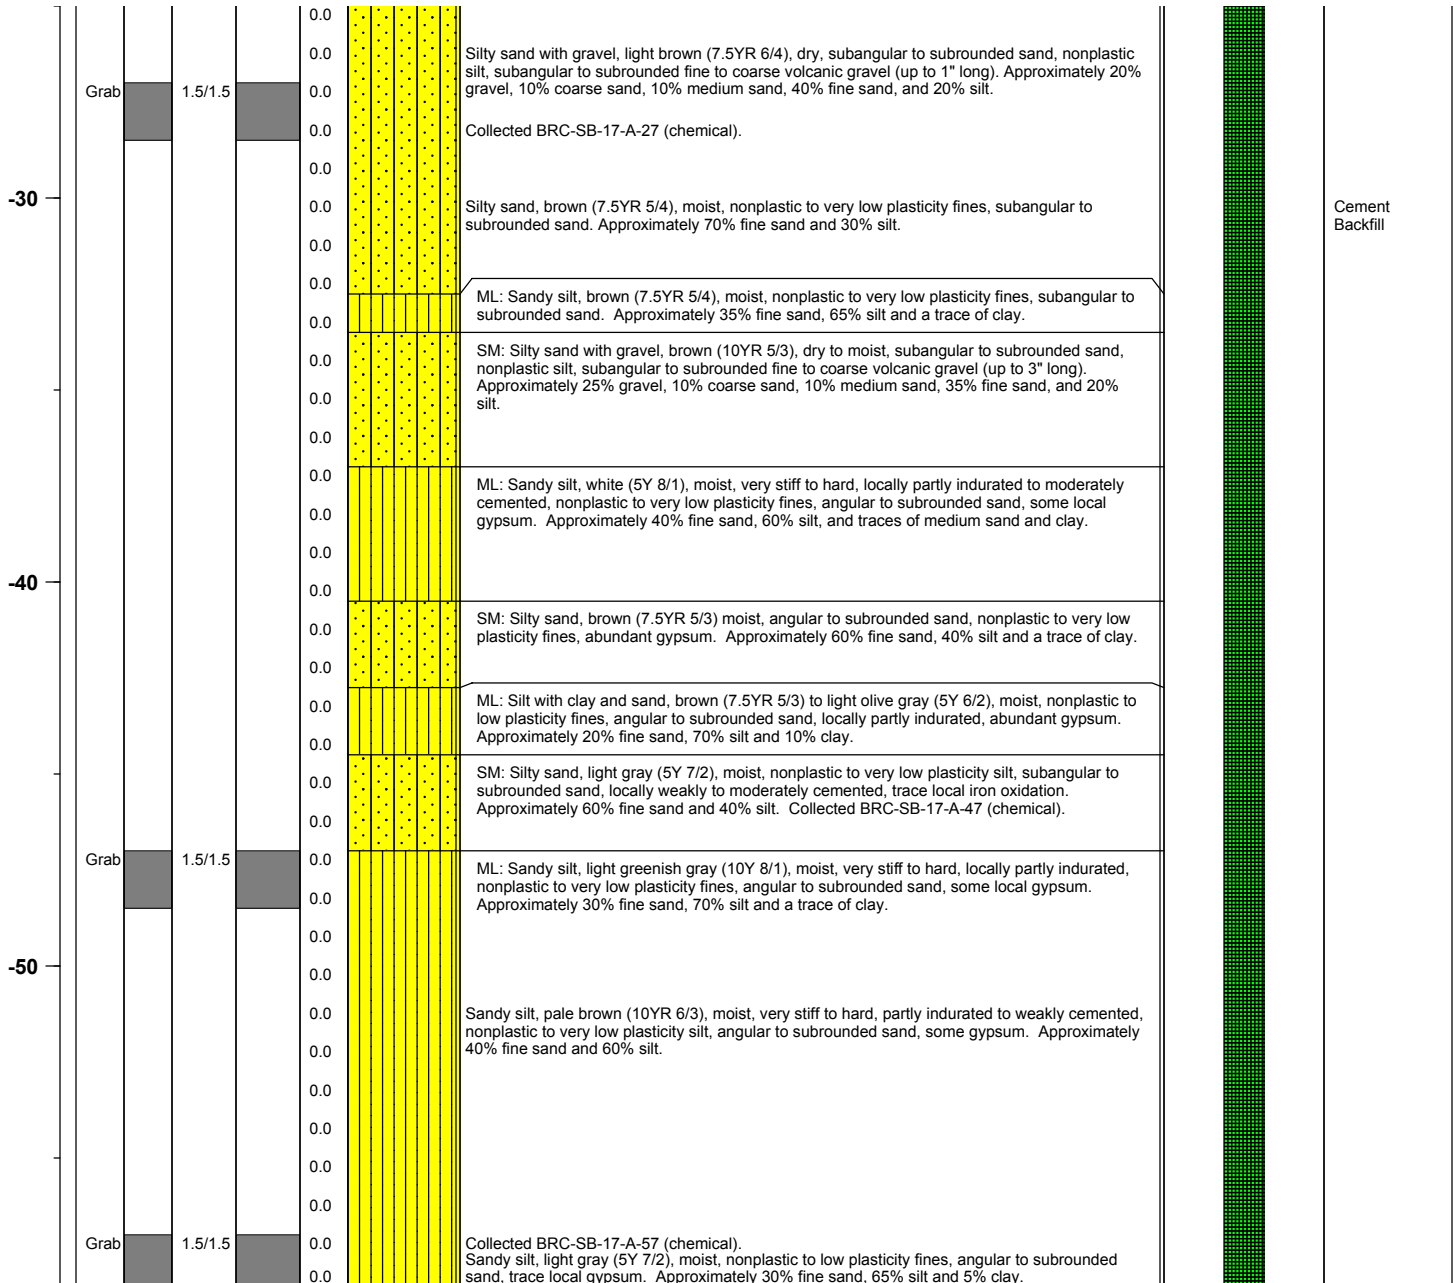 0.0
0.0
Silty sand with gravel, light brown (7.5YR 6/4), dry, subangular to subrounded sand, nonplastic
silt, subangular to subrounded fine to coarse volcanic gravel (up to 1" long). Approximately 20%
gravel, 10% coarse sand, 10% medium sand, 40% fine sand, and 20% silt.
Grab 1.5/1.5 0.0
0.0 Collected BRC-SB-17-A-27 (chemical).
0.0
-30
0.0 Silty sand, brown (7.5YR 5/4), moist, nonplastic to very low plasticity fines, subangular to
subrounded sand. Approximately 70% fine sand and 30% silt.
Cement
Backfill
0.0
0.0
ML: Sandy silt, brown (7.5YR 5/4), moist, nonplastic to very low plasticity fines, subangular to
subrounded sand. Approximately 35% fine sand, 65% silt and a trace of clay.
0.0
SM: Silty sand with gravel, brown (10YR 5/3), dry to moist, subangular to subrounded sand,
nonplastic silt, subangular to subrounded fine to coarse volcanic gravel (up to 3" long).
Approximately 25% gravel, 10% coarse sand, 10% medium sand, 35% fine sand, and 20%
silt.
0.0
0.0
0.0
0.0
ML: Sandy silt, white (5Y 8/1), moist, very stiff to hard, locally partly indurated to moderately
cemented, nonplastic to very low plasticity fines, angular to subrounded sand, some local
gypsum. Approximately 40% fine sand, 60% silt, and traces of medium sand and clay.
0.0
0.0
-40
0.0
SM: Silty sand, brown (7.5YR 5/3) moist, angular to subrounded sand, nonplastic to very low
plasticity fines, abundant gypsum. Approximately 60% fine sand, 40% silt and a trace of clay.
0.0
0.0
ML: Silt with clay and sand, brown (7.5YR 5/3) to light olive gray (5Y 6/2), moist, nonplastic to
low plasticity fines, angular to subrounded sand, locally partly indurated, abundant gypsum.
Approximately 20% fine sand, 70% silt and 10% clay.
0.0
0.0
SM: Silty sand, light gray (5Y 7/2), moist, nonplastic to very low plasticity silt, subangular to
subrounded sand, locally weakly to moderately cemented, trace local iron oxidation.
Approximately 60% fine sand and 40% silt. Collected BRC-SB-17-A-47 (chemical).
0.0
0.0
Grab 1.5/1.5 0.0
ML: Sandy silt, light greenish gray (10Y 8/1), moist, very stiff to hard, locally partly indurated,
nonplastic to very low plasticity fines, angular to subrounded sand, some local gypsum.
Approximately 30% fine sand, 70% silt and a trace of clay.
0.0
0.0
-50
0.0
0.0 Sandy silt, pale brown (10YR 6/3), moist, very stiff to hard, partly indurated to weakly cemented,
nonplastic to very low plasticity silt, angular to subrounded sand, some gypsum. Approximately
40% fine sand and 60% silt.
0.0
0.0
0.0
0.0
0.0
Grab 1.5/1.5 0.0 Collected BRC-SB-17-A-57 (chemical).
Sandy silt, light gray (5Y 7/2), moist, nonplastic to low plasticity fines, angular to subrounded
0.0 sand, trace local gypsum. Approximately 30% fine sand, 65% silt and 5% clay.